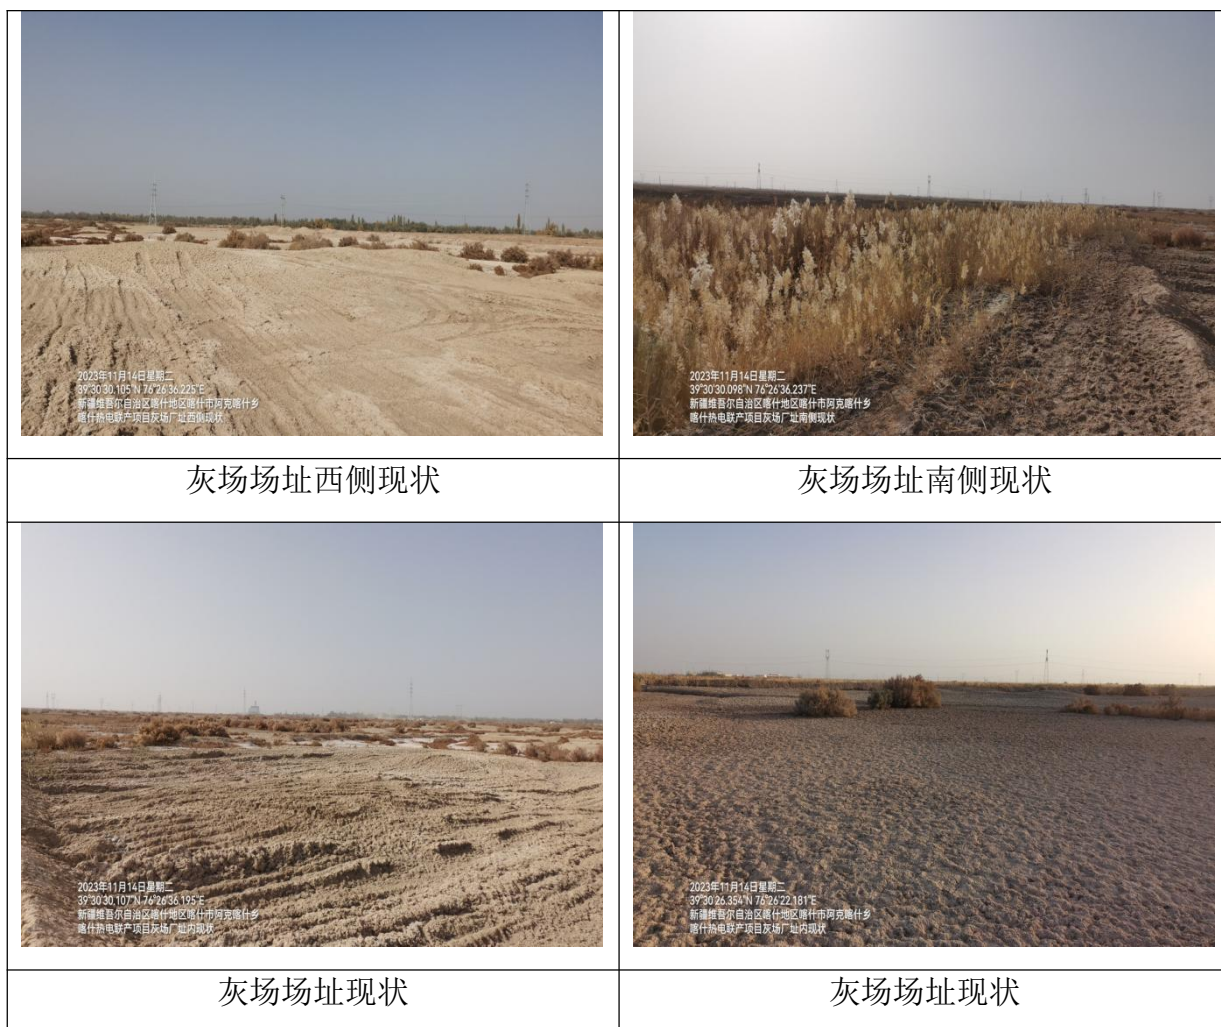 2023年11月14日星期二
39°30'30.105"N 76°26'36.225"E
新疆维吾尔自治区喀什地区喀什市阿克喀什乡
喀什热电联产项目灰场厂址西侧现状
2023年11月14日星期二
39°30'30.098"N 76°26'36.237"E
新疆维吾尔自治区喀什地区喀什市阿克喀什乡
喀什热电联产项目灰场厂址南侧现状
灰场场址西侧现状
灰场场址南侧现状
2023年11月14日星期二
39°30'30.107"N 76°26'36.195"E
新疆维吾尔自治区喀什地区喀什市阿克喀什乡
喀什热电联产项目灰场厂址内现状
2023年11月14日星期二
39°30'26.354"N 76°26'22.181"E
新疆维吾尔自治区喀什地区喀什市阿克喀什乡
喀什热电联产项目灰场厂址内现状
灰场场址现状
灰场场址现状